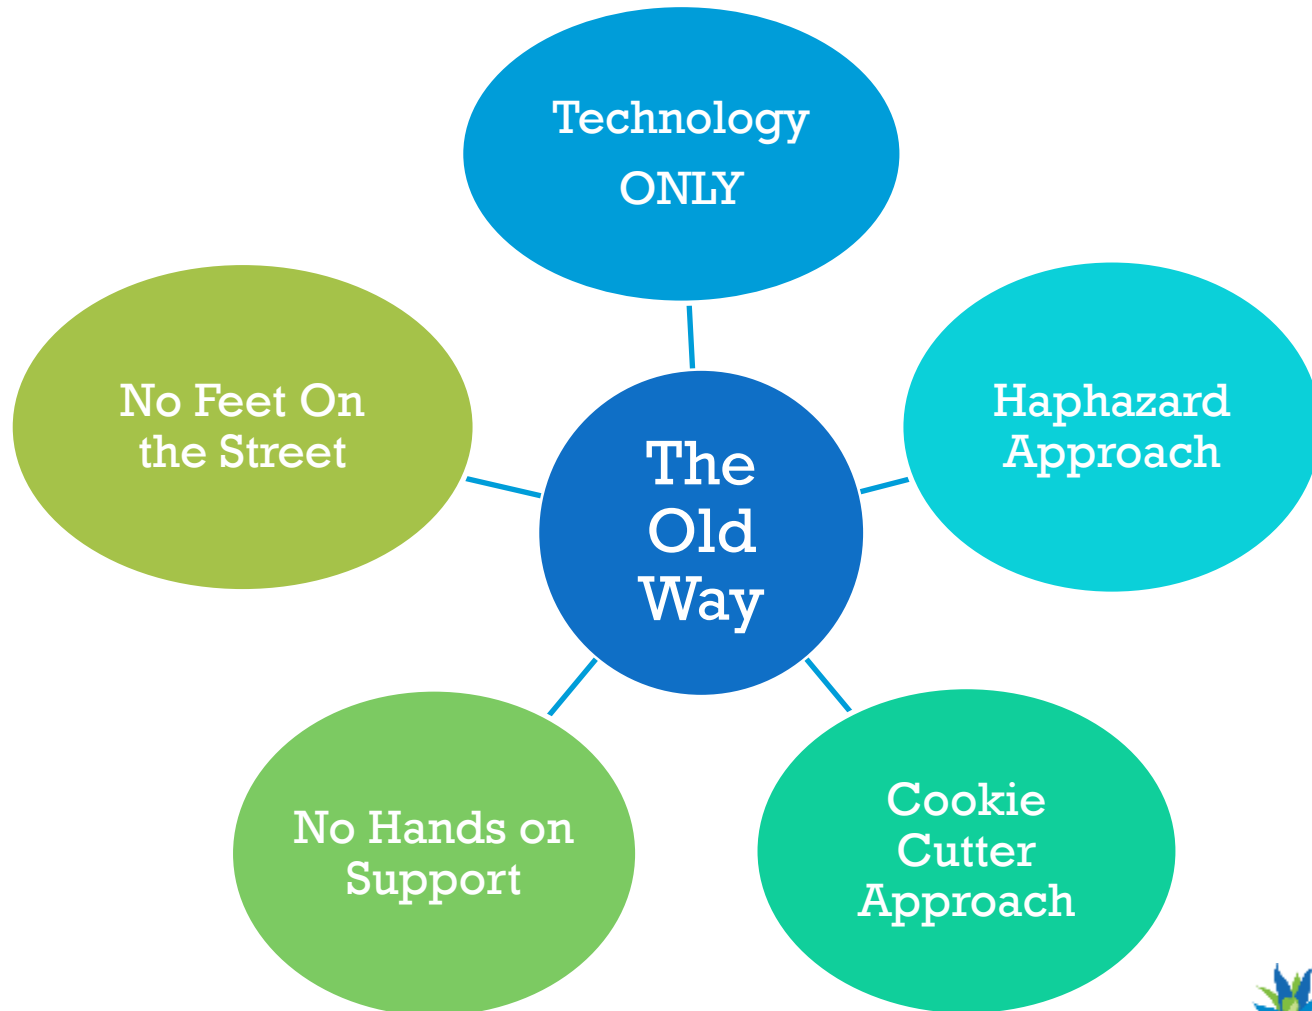 Technology
ONLY
Haphazard
Approach
No Feet On
the Street
The
Old
Way
Cookie
Cutter
Approach
No Hands on
Support